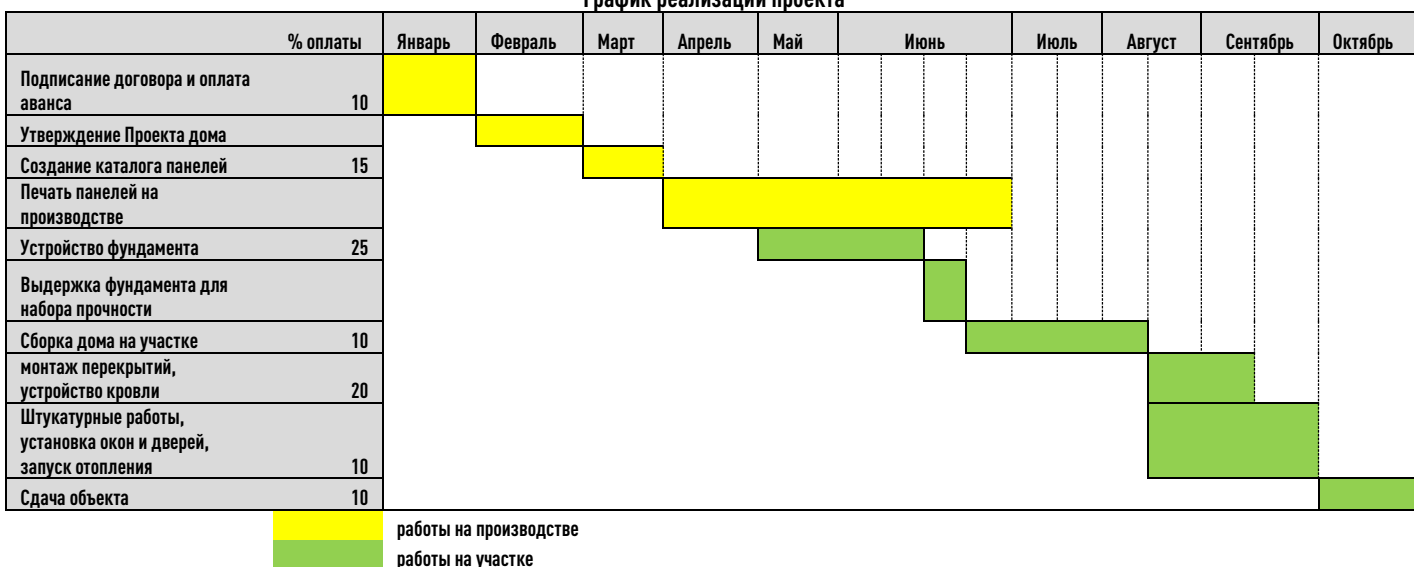 График реализации проекта
% оплаты Январь Февраль Март Апрель Май Июнь Июль Август Сентябрь Октябрь
Подписание договора и оплата
аванса 10
Утверждение Проекта дома
Создание каталога панелей 15
Печать панелей на
производстве
Устройство фундамента 25
Выдержка фундамента для
набора прочности
Сборка дома на участке 10
монтаж перекрытий,
устройство кровли 20
Штукатурные работы,
установка окон и дверей,
запуск отопления 10
Сдача объекта 10
работы на производстве
работы на участке